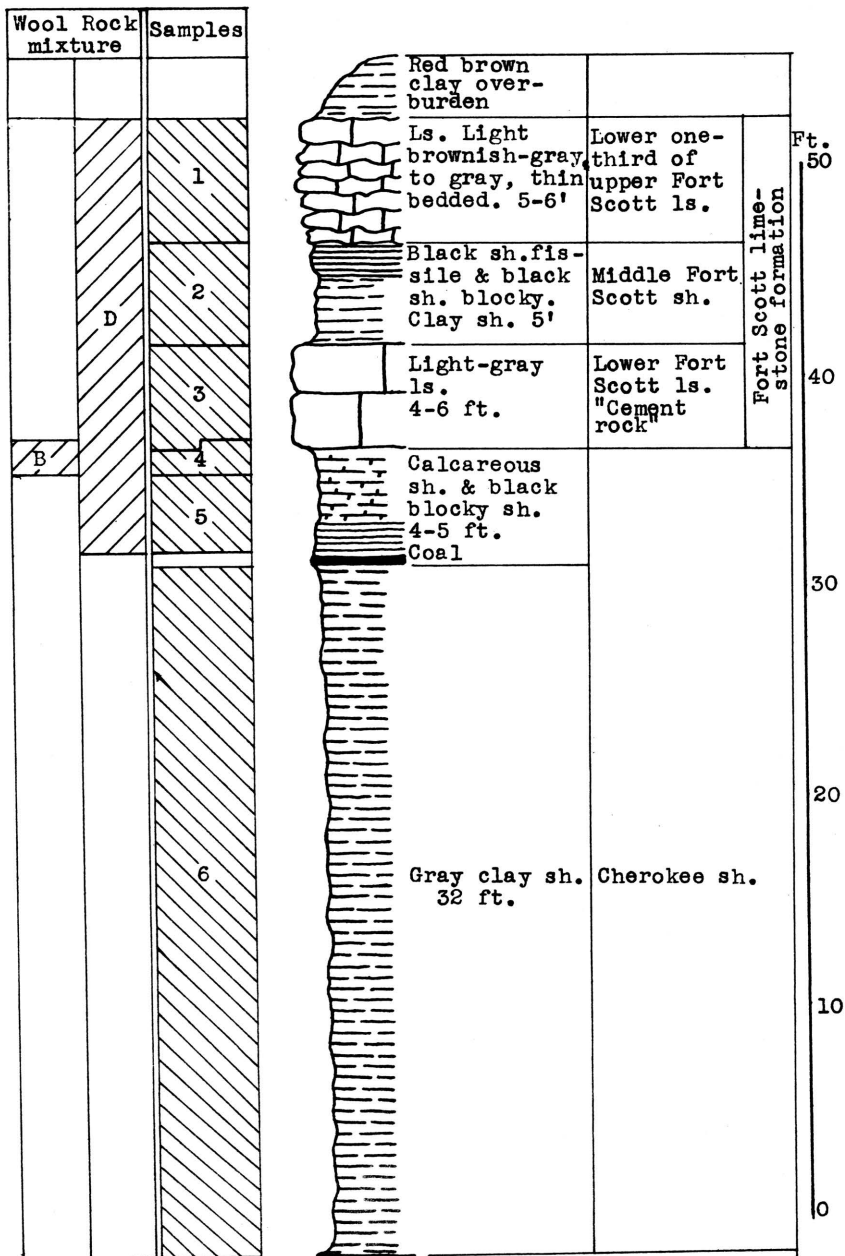 Wool Rock
mixture
Samples
Red brown
clay over-
burden
Ls. Light
brownish-gray
to gray, thin
bedded. 5-6'
Lower one-
third of
upper Fort
Scott ls.
Ft.
50
1
Black sh.fis-
sile & black
sh. blocky.
Clay sh. 5'
Middle Fort
Scott sh.
2
D
Fort Scott lime-
stone formation
Light-gray
ls.
4-6 ft.
Lower Fort
Scott ls.
"Cement
rock"
40
3
B
4
Calcareous
sh. & black
blocky sh.
4-5 ft.
Coal
5
30
20
6
Gray clay sh.
32 ft.
Cherokee sh.
10
0